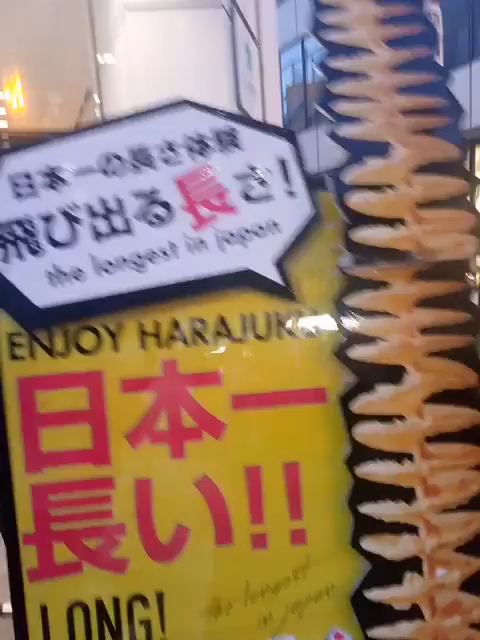 日本一の長さ体験
飛び出る長さ!
the longest in japan
ENJOY HARAJUKU
日本一
長い!!
LONG!
the longest
in japan